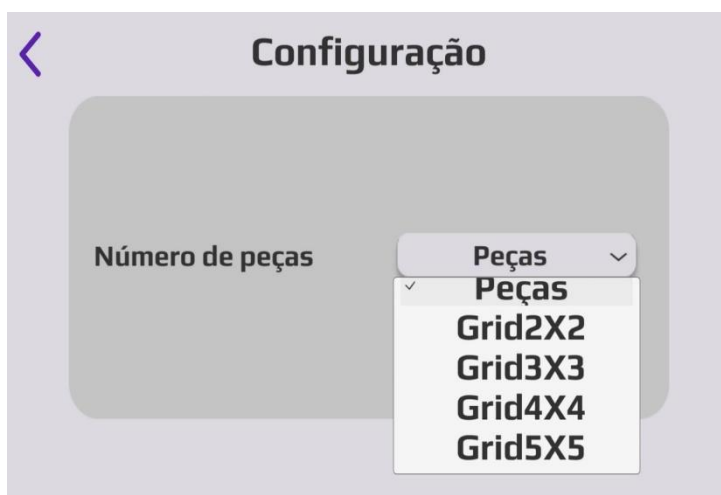 Configuração
Número de peças
Peças
Peças
Grid2X2
Grid3X3
Grid4X4
Grid5X5